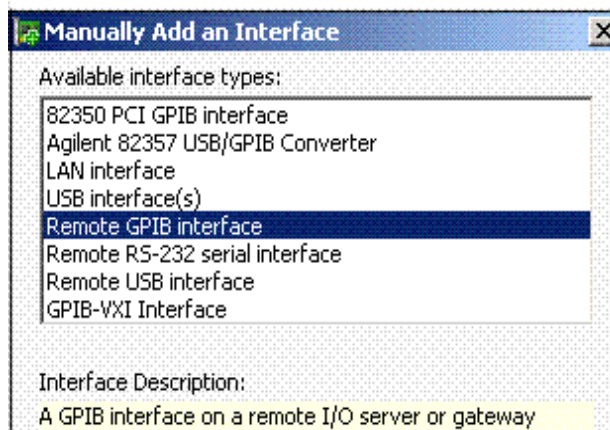 Manually Add an Interface
Available interface types:
82350 PCI GPIB interface
Agilent 82357 USB/GPIB Converter
LAN interface
USB interface(s)
Remote GPIB interface
Remote RS-232 serial interface
Remote USB interface
GPIB-VXI Interface
Interface Description:
A GPIB interface on a remote I/O server or gateway